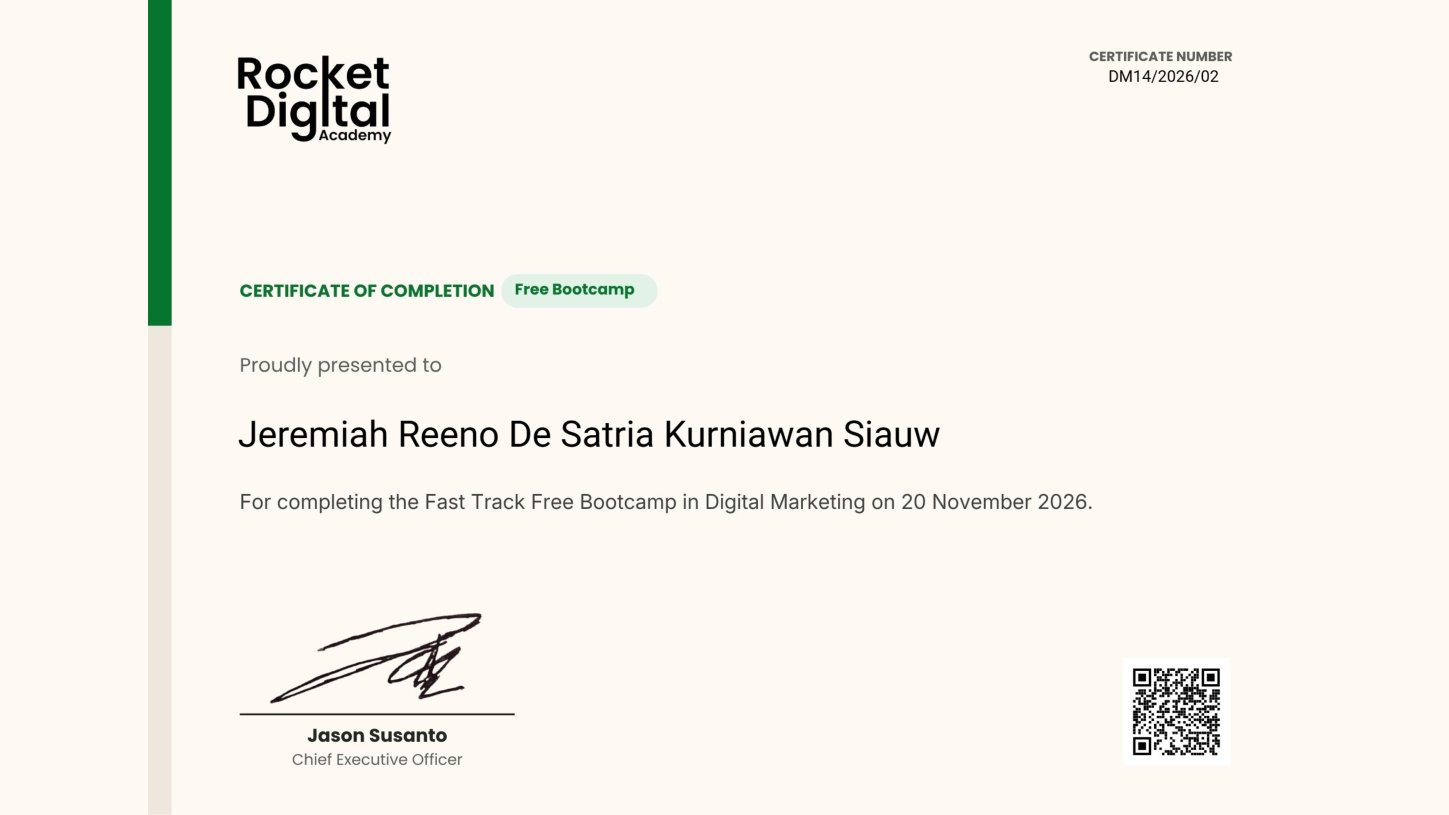 Rocket
Digital
Academy
CERTIFICATE NUMBER
DM14/2026/02
CERTIFICATE OF COMPLETION Free Bootcamp
Proudly presented to
Jeremiah Reeno De Satria Kurniawan Siauw
For completing the Fast Track Free Bootcamp in Digital Marketing on 20 November 2026.
Jason Susanto
Chief Executive Officer